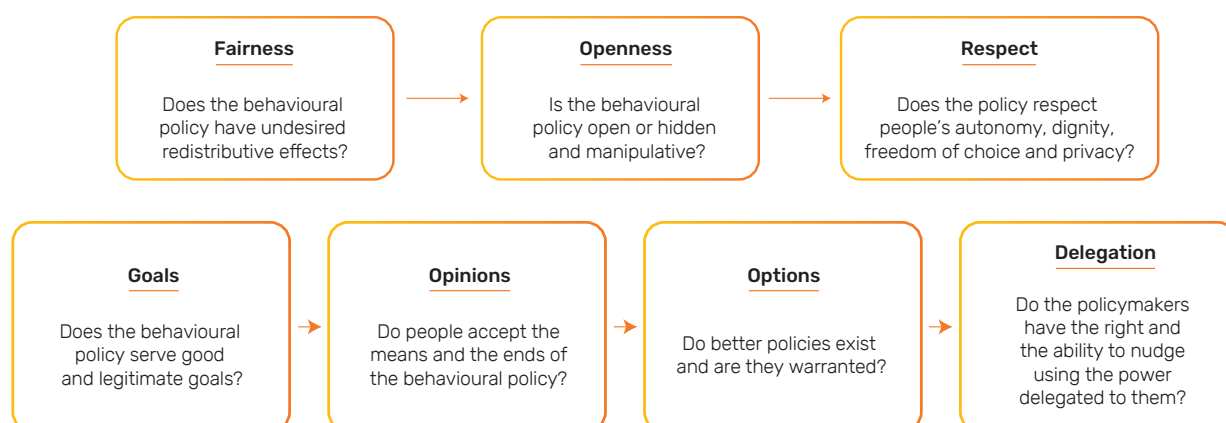 Fairness
Does the behavioural
policy have undesired
redistributive effects?
Openness
Is the behavioural
policy open or hidden
and manipulative?
Respect
Does the policy respect
people’s autonomy, dignity,
freedom of choice and privacy?
Goals
Does the behavioural
policy serve good
and legitimate goals?
Opinions
Do people accept the
means and the ends of
the behavioural policy?
Options
Do better policies exist
and are they warranted?
Delegation
Do the policymakers
have the right and
the ability to nudge
using the power
delegated to them?